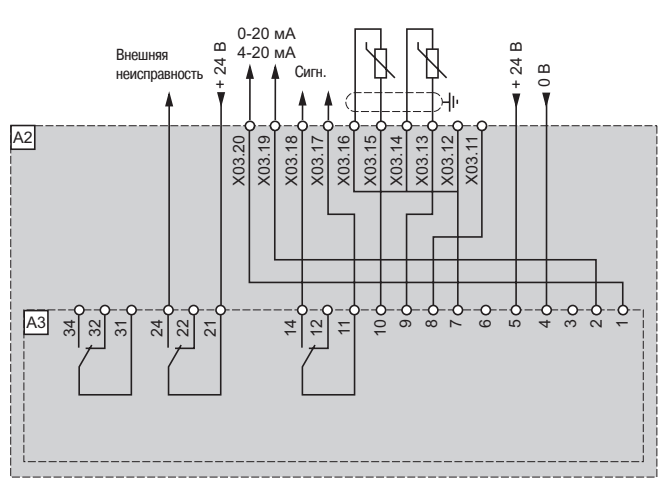 0-20 мА
4-20 мА
Внешняя
неисправность
+ 24 В
Сигн.
+ 24 В
0 В
A2
X03.20
X03.19
X03.18
X03.17
X03.16
X03.15
X03.14
X03.13
X03.12
X03.11
A3
34
32
31
24
22
21
14
12
11
10
9
8
7
6
5
4
3
2
1